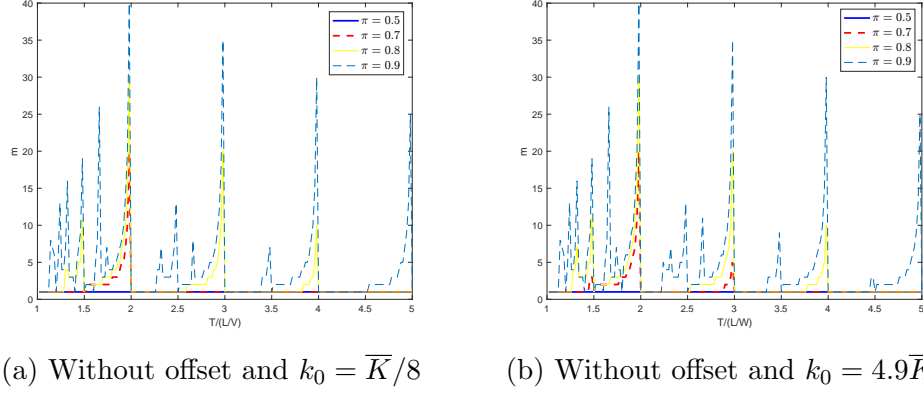 40
35
30
25
20
15
10
5
0
m
1 1.5 2 2.5 3 3.5 4 4.5 5
T/(L/V)
π = 0.5
π = 0.7
π = 0.8
π = 0.9
(a) Without offset and k₀ = K̅/8
40
35
30
25
20
15
10
5
0
m
1 1.5 2 2.5 3 3.5 4 4.5 5
T/(L/W)
π = 0.5
π = 0.7
π = 0.8
π = 0.9
(b) Without offset and k₀ = 4.9K̅